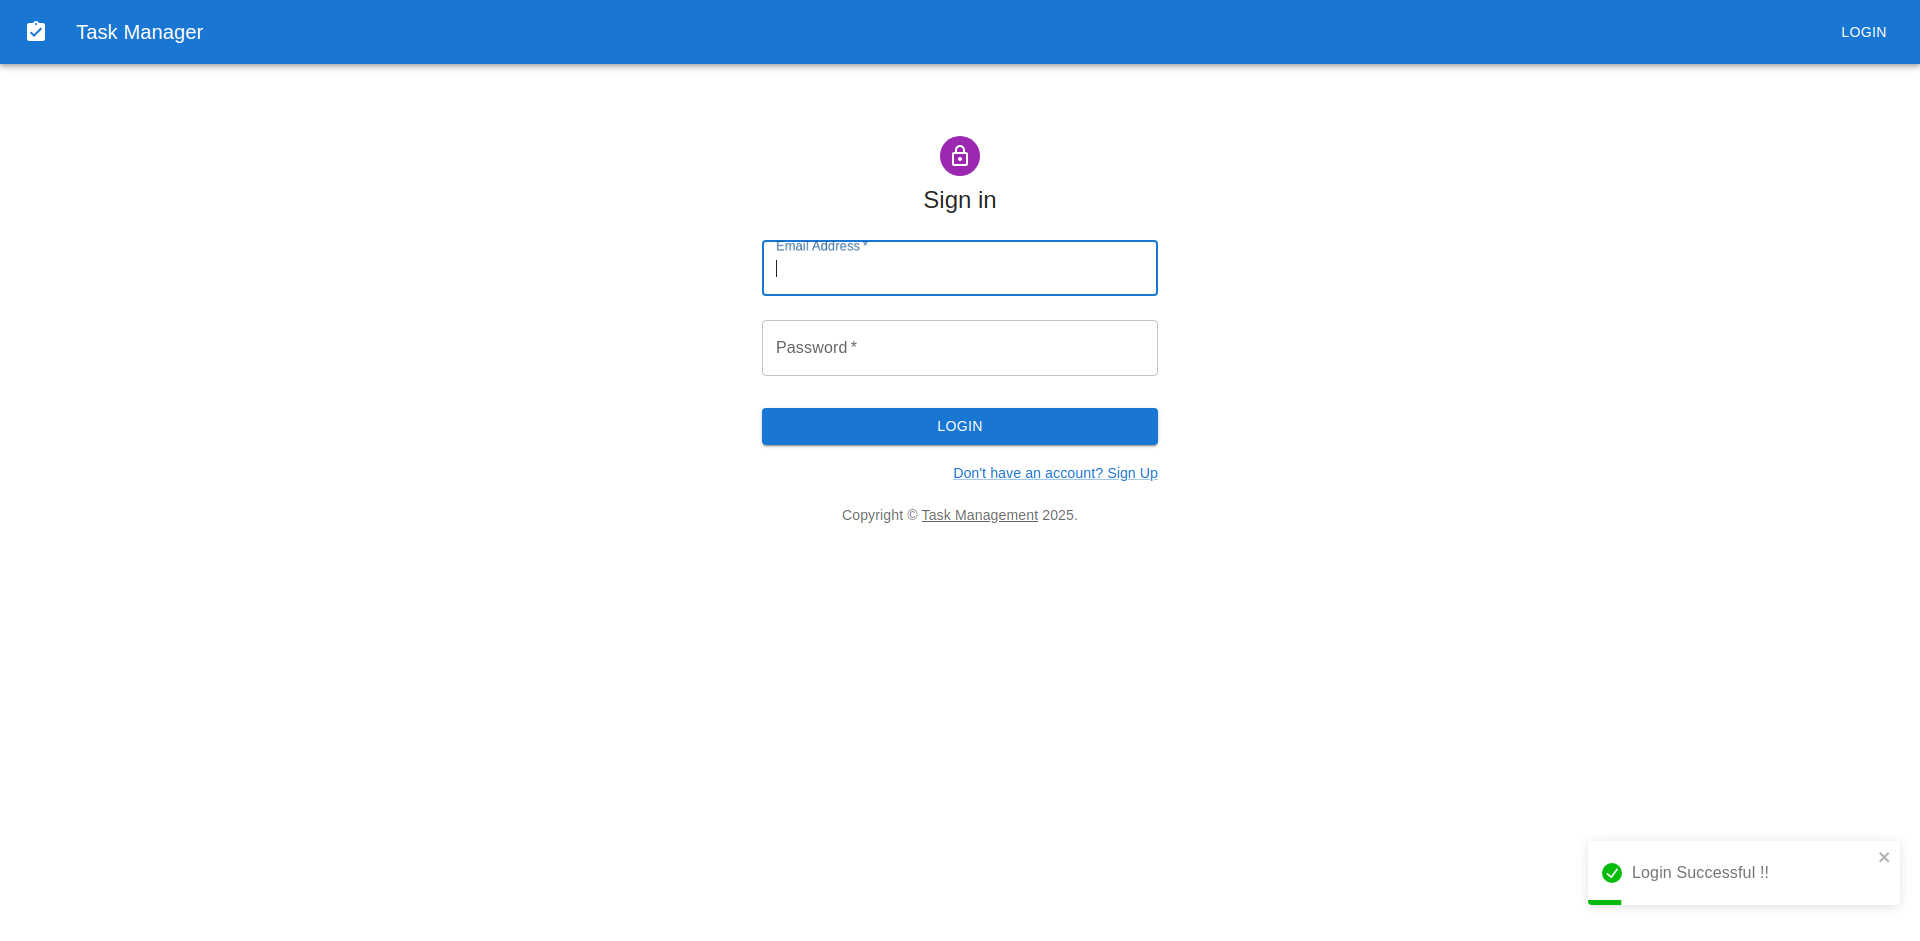 Task Manager
LOGIN
Sign in
Email Address *
Password *
LOGIN
Don't have an account? Sign Up
Copyright © Task Management 2025.
Login Successful !!